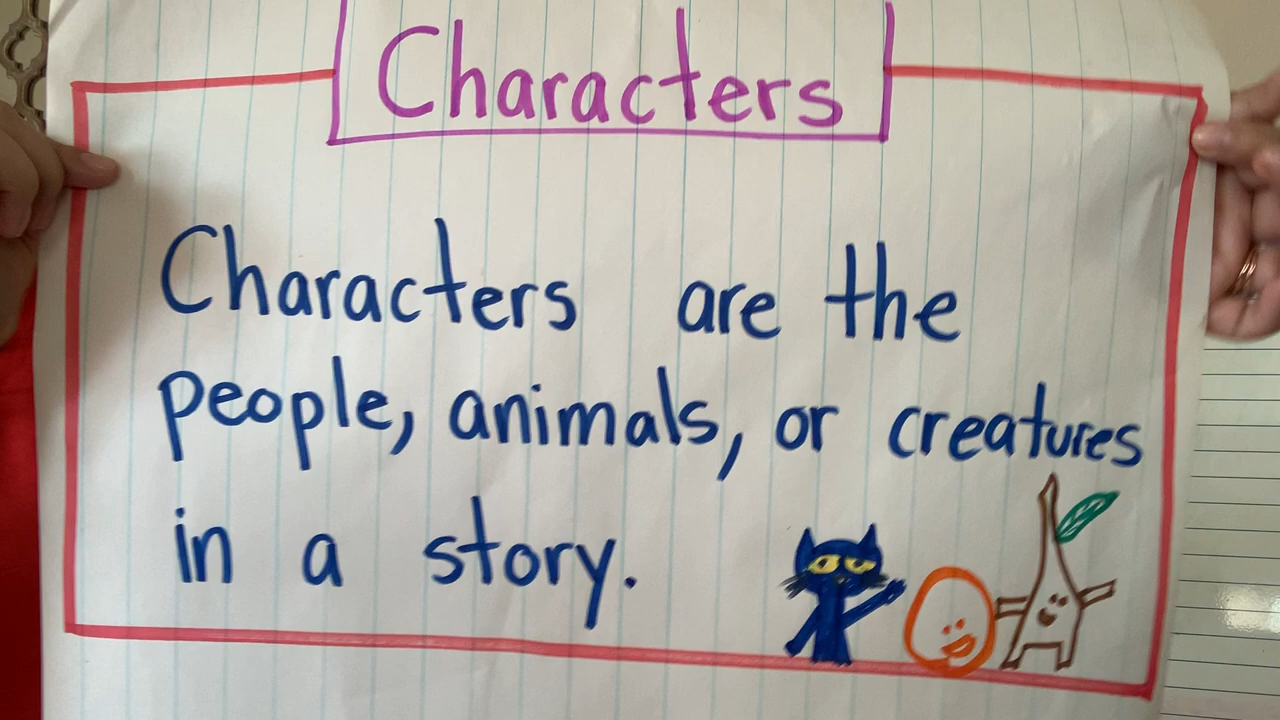 Characters
Characters are the
people, animals, or creatures
in a story.